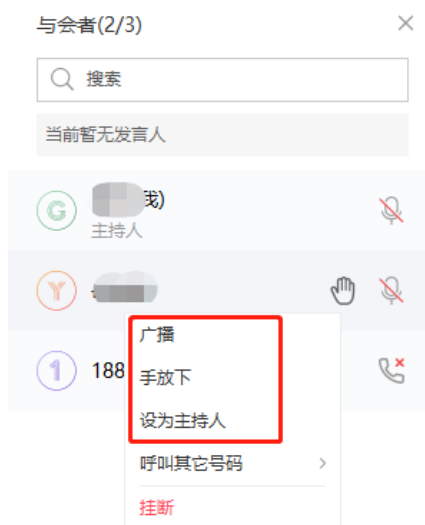 与会者(2/3)
搜索
当前暂无发言人
G
我)
主持人
Y
广播
1
188
手放下
设为主持人
呼叫其它号码
挂断